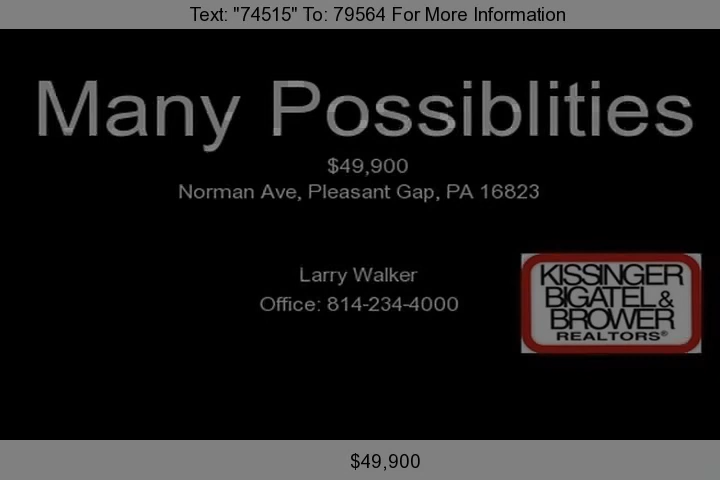 Text: "74515" To: 79564 For More Information
Many Possiblities
$49,900
Norman Ave, Pleasant Gap, PA 16823
Larry Walker
Office: 814-234-4000
KISSINGER
BIGATEL &
BROWER
REALTORS®
$49,900